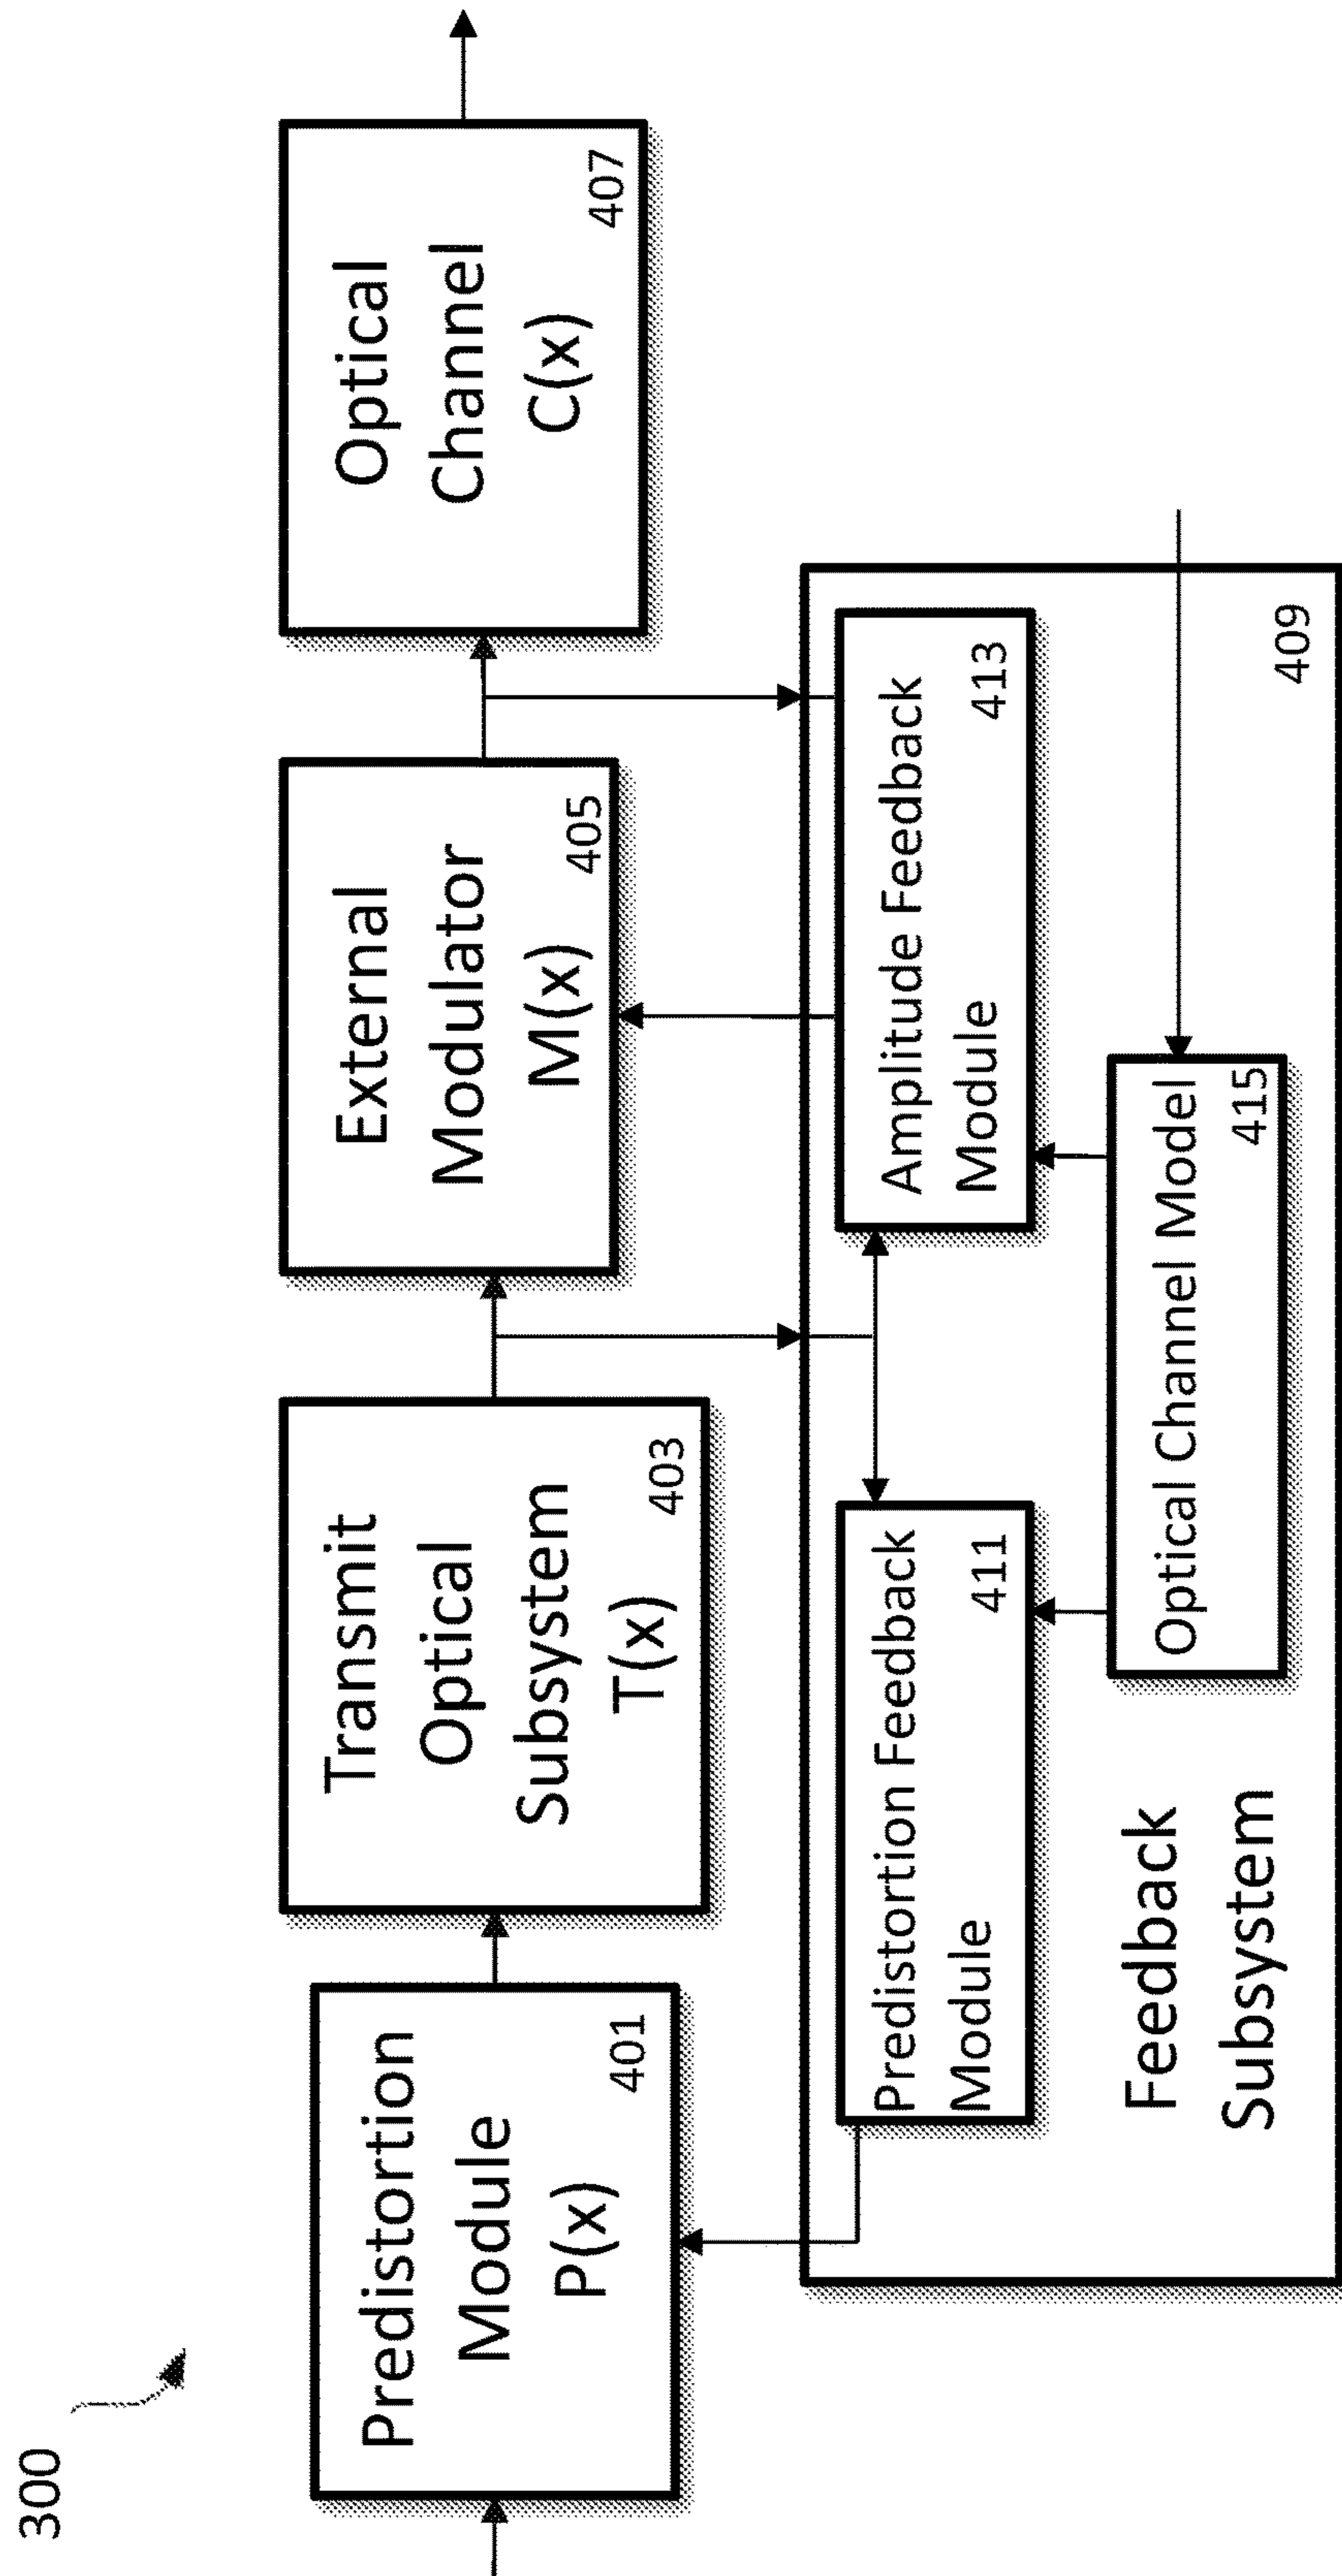 300
Predistortion
Module
P(x)
401
Transmit
Optical
Subsystem
T(x)
403
External
Modulator
M(x)
405
Optical
Channel
C(x)
407
Predistortion Feedback
Module
411
Amplitude Feedback
Module
413
Optical Channel Model
415
Feedback
Subsystem
409